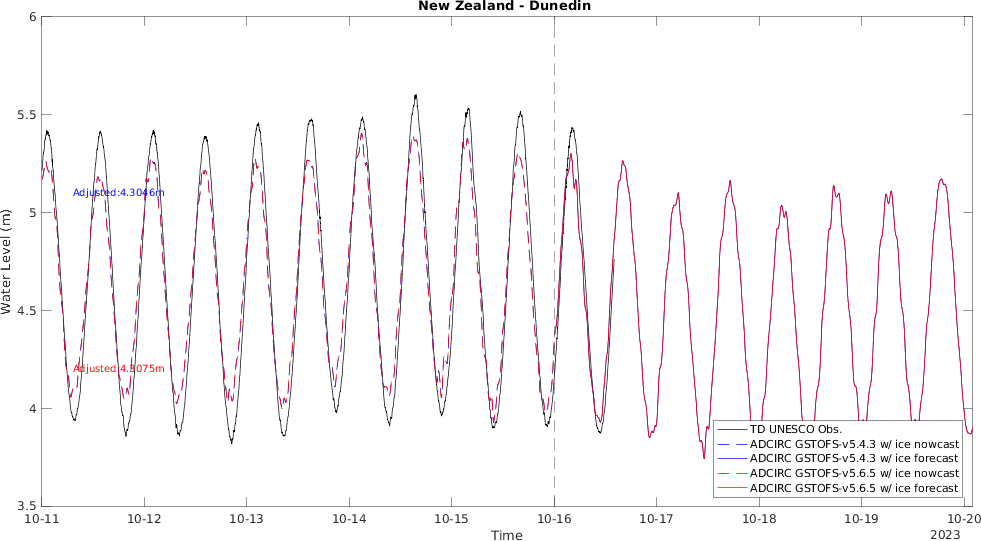 New Zealand - Dunedin
6
5.5
5
4.5
4
3.5
Water Level (m)
Adjusted:4.3046m
Adjusted:4.3075m
TD UNESCO Obs.
ADCIRC GSTOFS-v5.4.3 w/ ice nowcast
ADCIRC GSTOFS-v5.4.3 w/ ice forecast
ADCIRC GSTOFS-v5.6.5 w/ ice nowcast
ADCIRC GSTOFS-v5.6.5 w/ ice forecast
10-11 10-12 10-13 10-14 10-15 10-16 10-17 10-18 10-19 10-20
Time
2023